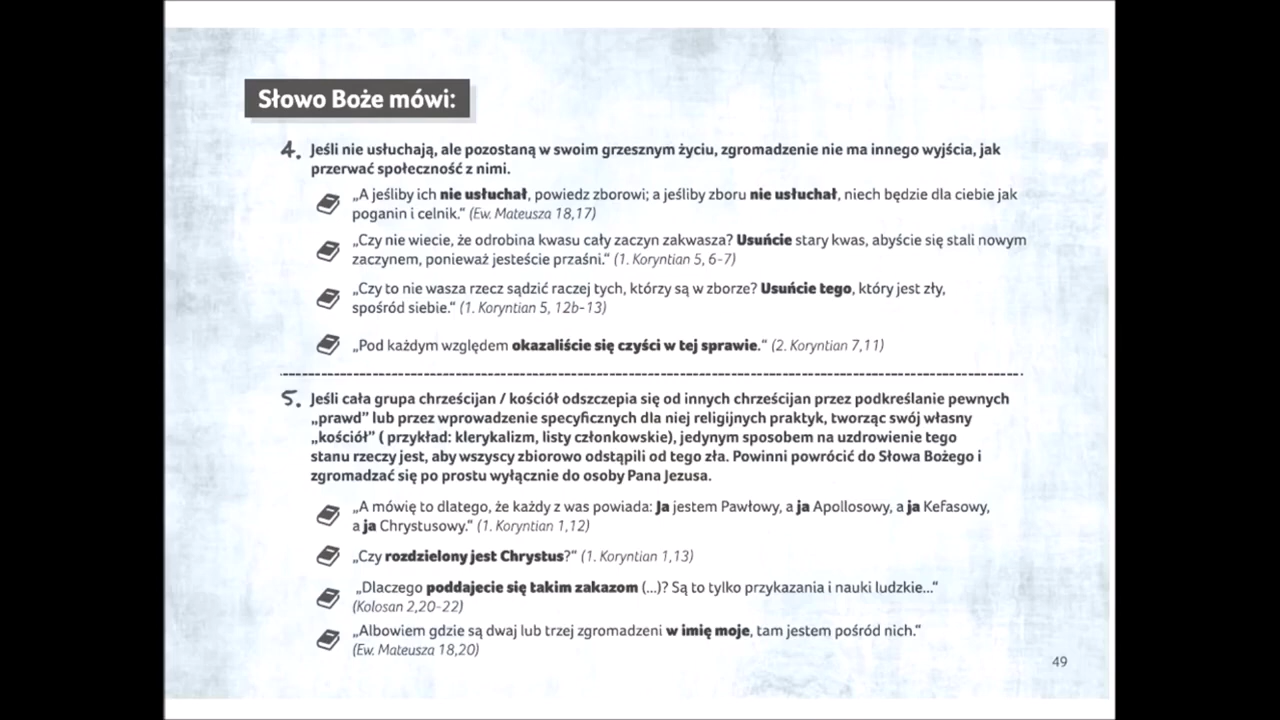 Słowo Boże mówi:
4. Jeśli nie usłuchają, ale pozostaną w swoim grzesznym życiu, zgromadzenie nie ma innego wyjścia, jak
przerwać społeczność z nimi.
„A jeśliby ich nie usłuchał, powiedz zborowi; a jeśliby zboru nie usłuchał, niech będzie dla ciebie jak
poganin i celnik.“ (Ew. Mateusza 18,17)
„Czy nie wiecie, że odrobina kwasu cały zaczyn zakwasza? Usuńcie stary kwas, abyście się stali nowym
zaczynem, ponieważ jesteście przaśni.“ (1. Koryntian 5, 6-7)
„Czy to nie wasza rzecz sądzić raczej tych, którzy są w zborze? Usuńcie tego, który jest zły,
spośród siebie.“ (1. Koryntian 5, 12b-13)
„Pod każdym względem okazaliście się czyści w tej sprawie.“ (2. Koryntian 7,11)
5. Jeśli cała grupa chrześcijan / kościół odszczepia się od innych chrześcijan przez podkreślanie pewnych
„prawd” lub przez wprowadzenie specyficznych dla niej religijnych praktyk, tworząc swój własny
„kościół” ( przykład: klerykalizm, listy członkowskie), jedynym sposobem na uzdrowienie tego
stanu rzeczy jest, aby wszyscy zbiorowo odstąpili od tego zła. Powinni powrócić do Słowa Bożego i
zgromadzać się po prostu wyłącznie do osoby Pana Jezusa.
„A mówię to dlatego, że każdy z was powiada: Ja jestem Pawłowy, a ja Apollosowy, a ja Kefasowy,
a ja Chrystusowy.“ (1. Koryntian 1,12)
„Czy rozdzielony jest Chrystus?“ (1. Koryntian 1,13)
„Dlaczego poddajecie się takim zakazom (...)? Są to tylko przykazania i nauki ludzkie...“
(Kolosan 2,20-22)
„Albowiem gdzie są dwaj lub trzej zgromadzeni w imię moje, tam jestem pośród nich.“
(Ew. Mateusza 18,20)
49